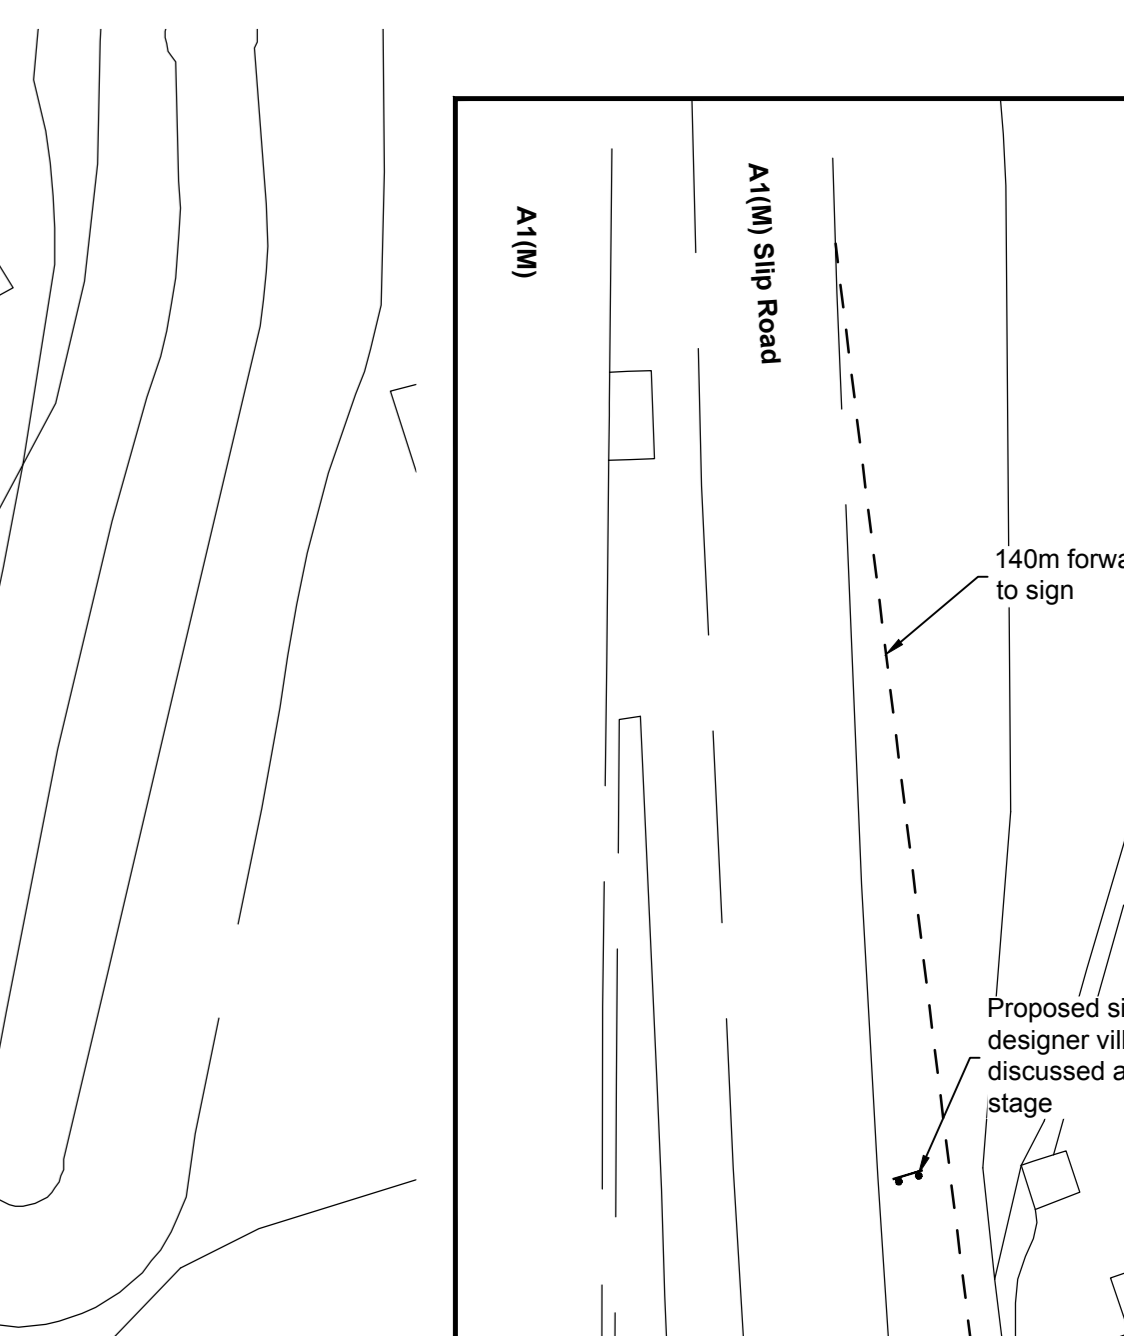 A1(M)
A1(M) Slip Road
140m forwa
to sign
Proposed si
designer vill
discussed a
stage